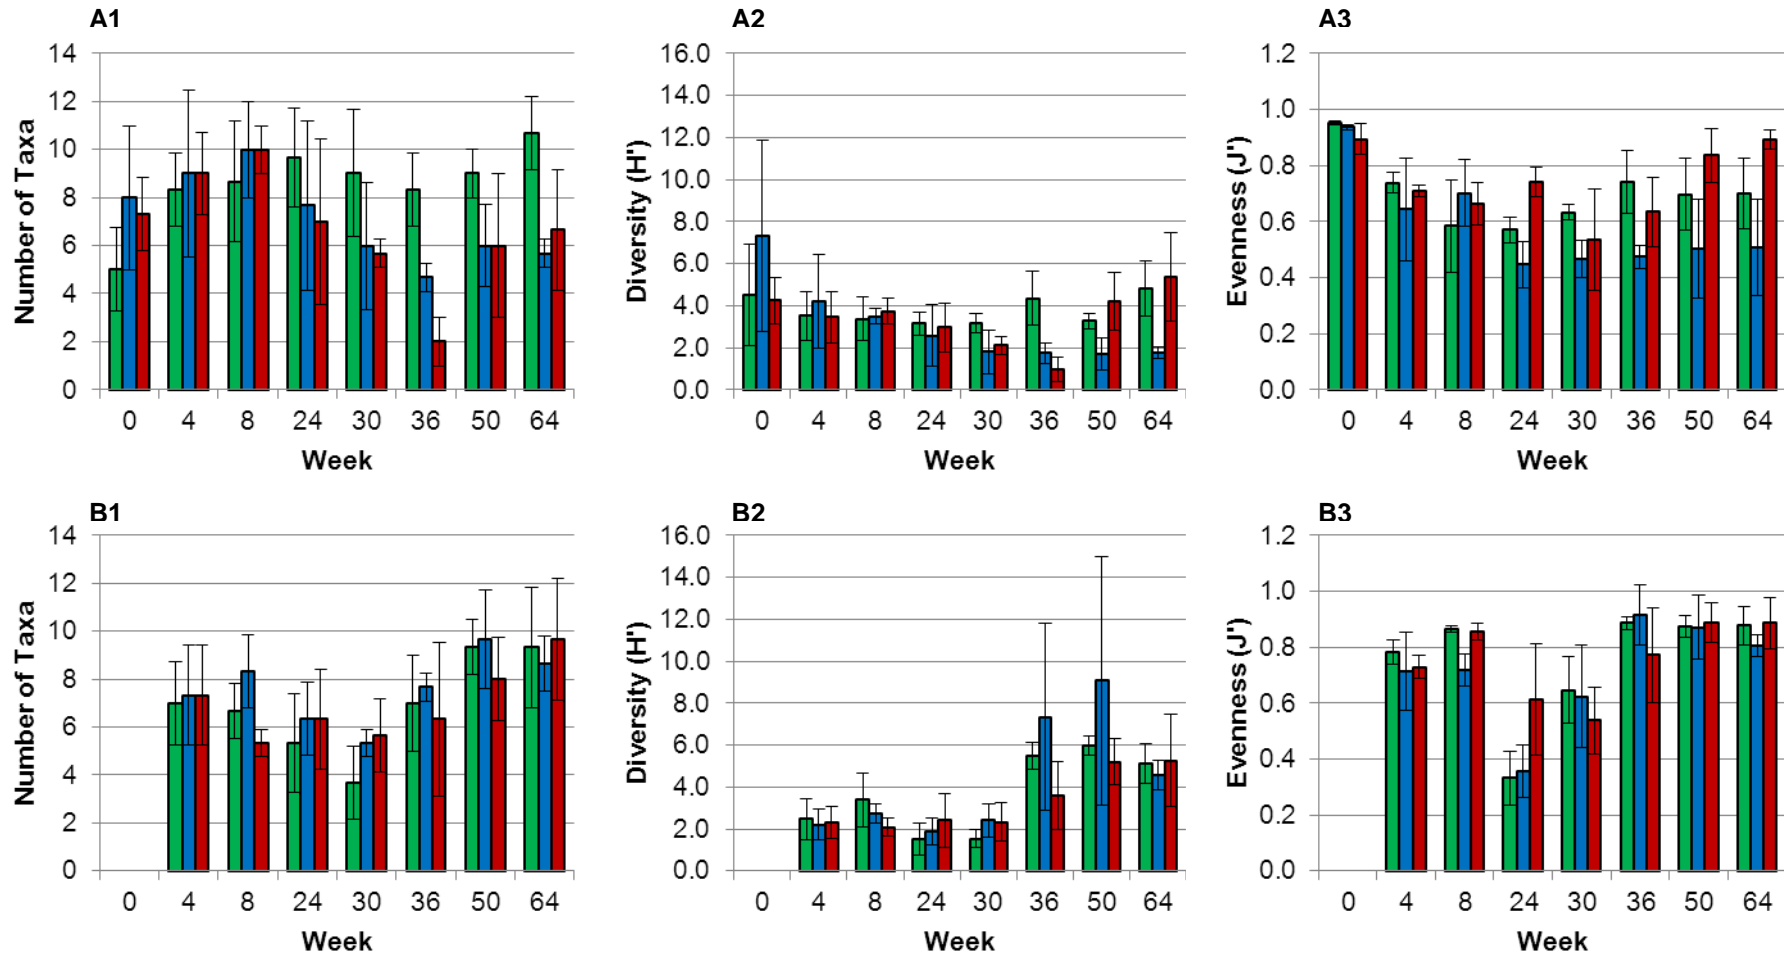 A1
A2
A3
14
12
10
8
6
4
2
0
Number of Taxa
0 4 8 24 30 36 50 64
Week
16.0
14.0
12.0
10.0
8.0
6.0
4.0
2.0
0.0
Diversity (H')
0 4 8 24 30 36 50 64
Week
1.2
1.0
0.8
0.6
0.4
0.2
0.0
Evenness (J')
0 4 8 24 30 36 50 64
Week
B1
B2
B3
14
12
10
8
6
4
2
0
Number of Taxa
0 4 8 24 30 36 50 64
Week
16.0
14.0
12.0
10.0
8.0
6.0
4.0
2.0
0.0
Diversity (H')
0 4 8 24 30 36 50 64
Week
1.2
1.0
0.8
0.6
0.4
0.2
0.0
Evenness (J')
0 4 8 24 30 36 50 64
Week